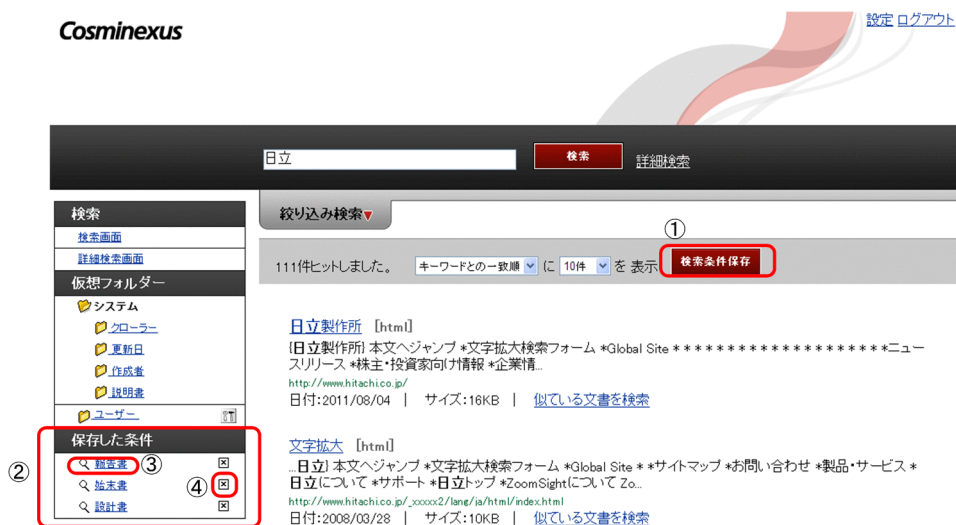 Cosminexus
設定 ログアウト
日立 検索 詳細検索
検索
検索画面
詳細検索画面
仮想フォルダー
システム
クローラー
更新日
作成者
説明書
ユーザー
保存した条件
② 報告書 ③
始末書 ④
設計書
絞り込み検索▼
①
111件ヒットしました。 キーワードとの一致順 に 10件 を 表示 検索条件保存
日立製作所 [html]
{日立製作所} 本文へジャンプ *文字拡大検索フォーム *Global Site * * * * * * * * * * * * * * * * * * * *ニュー
スリリース *株主・投資家向け情報 *企業情...
http://www.hitachi.co.jp/
日付:2011/08/04 | サイズ:16KB | 似ている文書を検索
文字拡大 [html]
...日立} 本文へジャンプ *文字拡大検索フォーム *Global Site * *サイトマップ *お問い合わせ *製品・サービス *
日立について *サポート *日立トップ *ZoomSightについて Zo...
http://www.hitachi.co.jp/_xxxxx2/lang/ja/html/index.html
日付:2008/03/28 | サイズ:10KB | 似ている文書を検索